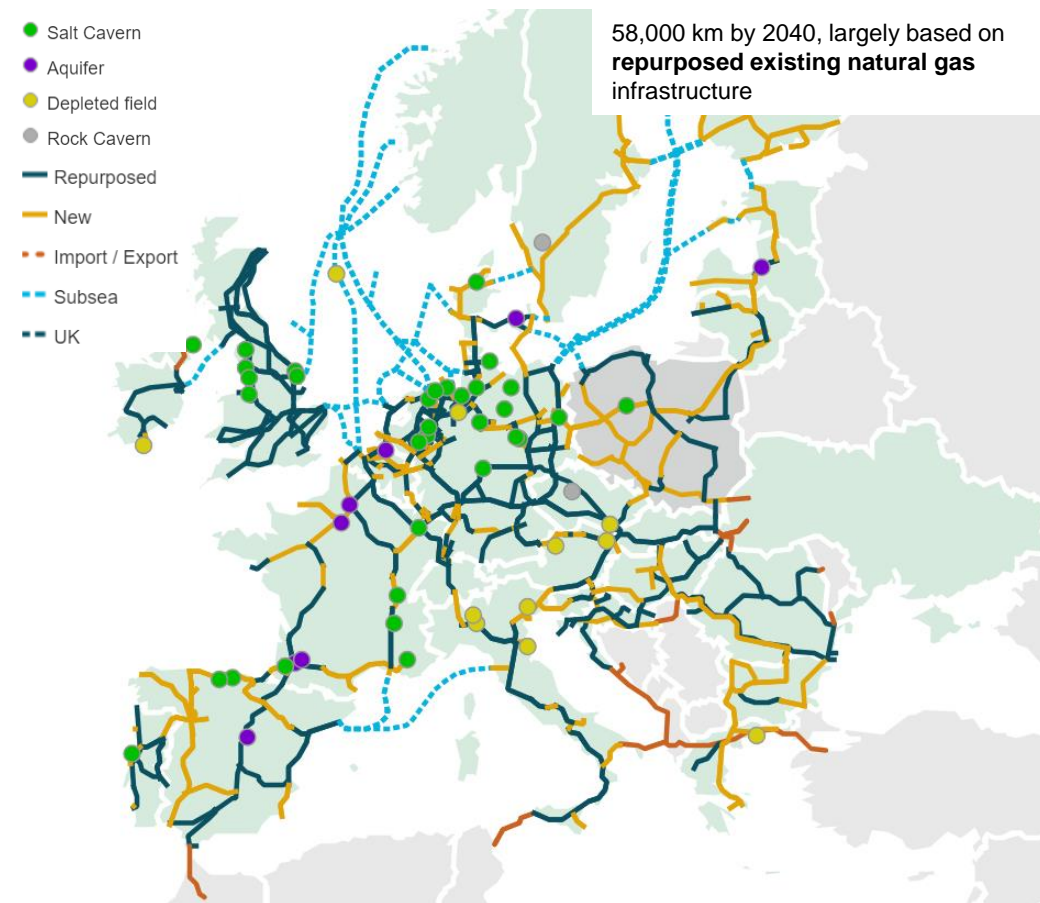 Salt Cavern
Aquifer
Depleted field
Rock Cavern
Repurposed
New
Import / Export
Subsea
UK
58,000 km by 2040, largely based on
repurposed existing natural gas
infrastructure